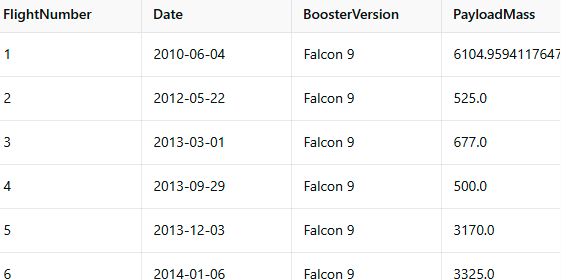 FlightNumber Date BoosterVersion PayloadMass
1 2010-06-04 Falcon 9 6104.9594117647
2 2012-05-22 Falcon 9 525.0
3 2013-03-01 Falcon 9 677.0
4 2013-09-29 Falcon 9 500.0
5 2013-12-03 Falcon 9 3170.0
6 2014-01-06 Falcon 9 3325.0